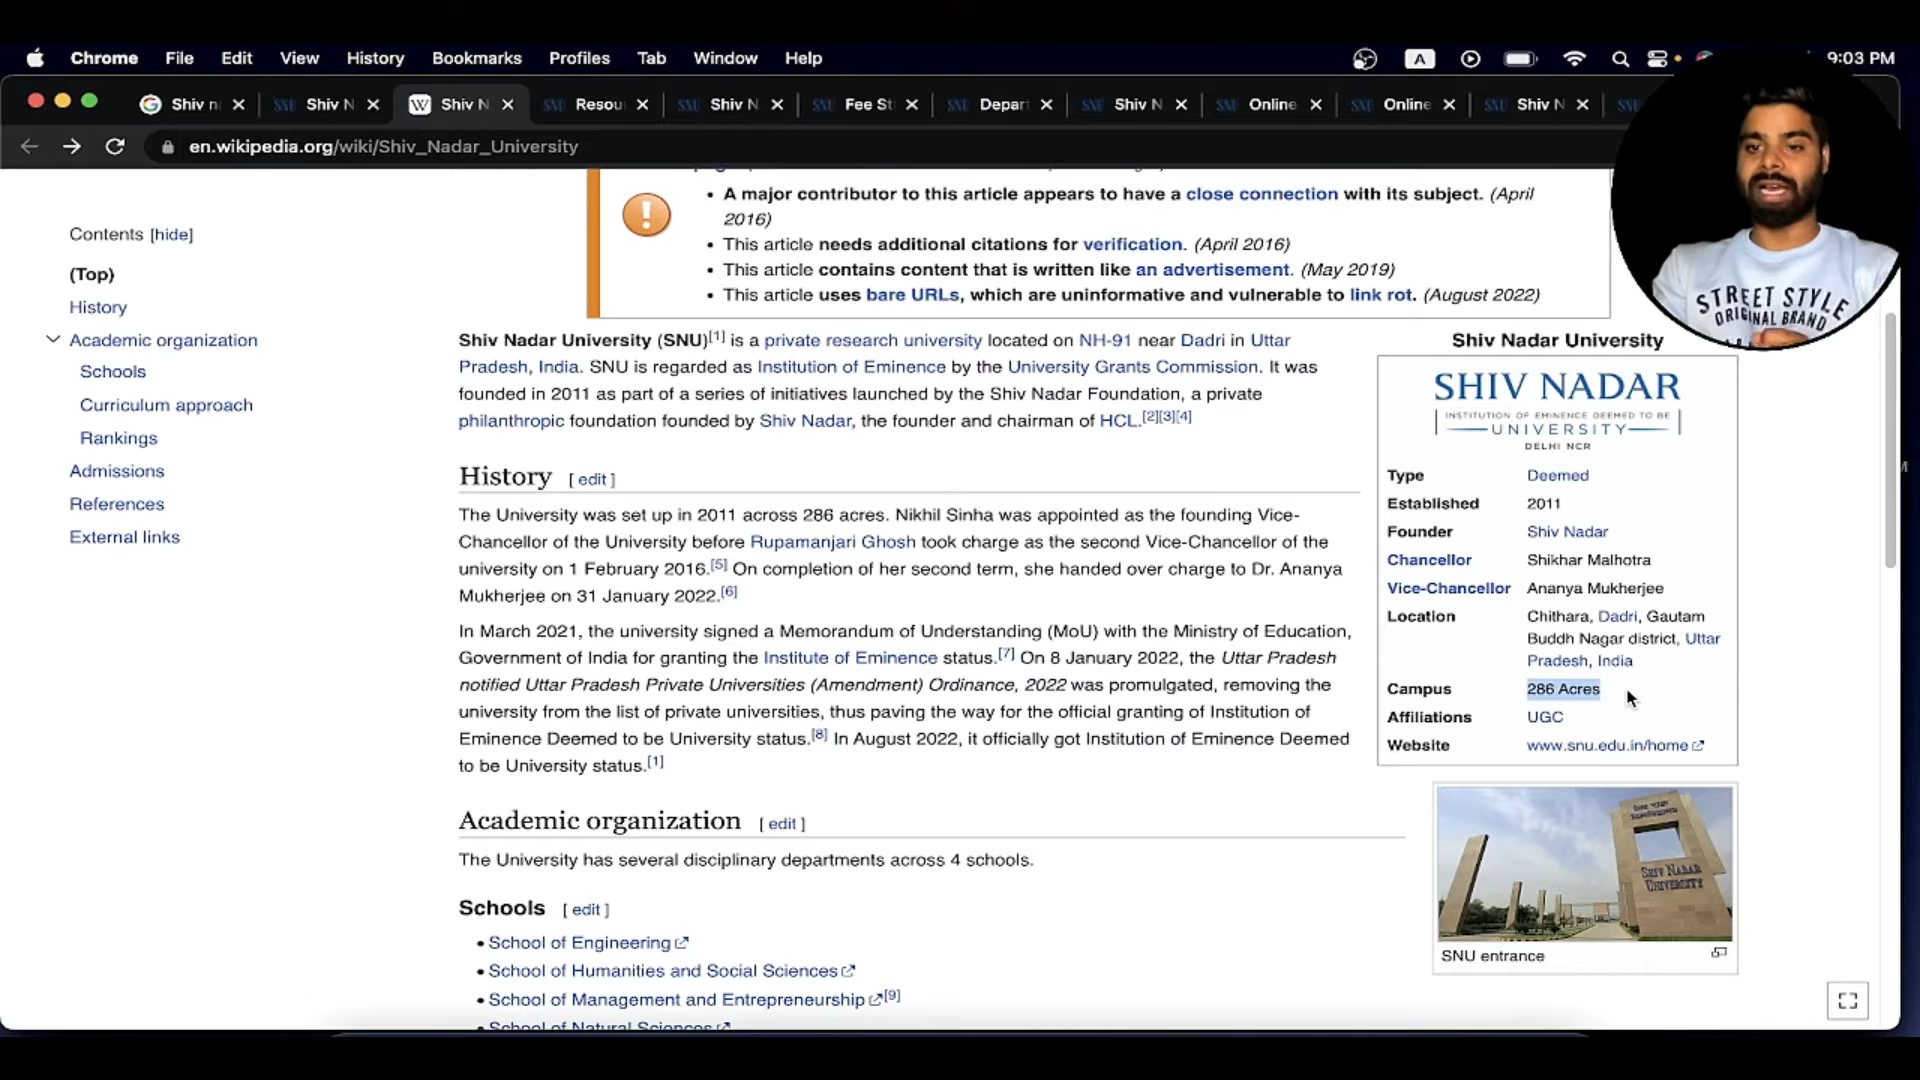 Chrome File Edit View History Bookmarks Profiles Tab Window Help A 9:03 PM
Shiv n Shiv N Shiv N Resou Shiv N Fee St Depar Shiv N Online Online Shiv N
en.wikipedia.org/wiki/Shiv_Nadar_University
• A major contributor to this article appears to have a close connection with its subject. (April
2016)
• This article needs additional citations for verification. (April 2016)
• This article contains content that is written like an advertisement. (May 2019)
• This article uses bare URLs, which are uninformative and vulnerable to link rot. (August 2022)
STREET STYLE
ORIGINAL BRAND
Contents [hide]
(Top)
History
Academic organization
Schools
Curriculum approach
Rankings
Admissions
References
External links
Shiv Nadar University (SNU)[1] is a private research university located on NH-91 near Dadri in Uttar
Pradesh, India. SNU is regarded as Institution of Eminence by the University Grants Commission. It was
founded in 2011 as part of a series of initiatives launched by the Shiv Nadar Foundation, a private
philanthropic foundation founded by Shiv Nadar, the founder and chairman of HCL.[2][3][4]
History [ edit ]
The University was set up in 2011 across 286 acres. Nikhil Sinha was appointed as the founding Vice-
Chancellor of the University before Rupamanjari Ghosh took charge as the second Vice-Chancellor of the
university on 1 February 2016.[5] On completion of her second term, she handed over charge to Dr. Ananya
Mukherjee on 31 January 2022.[6]
In March 2021, the university signed a Memorandum of Understanding (MoU) with the Ministry of Education,
Government of India for granting the Institute of Eminence status.[7] On 8 January 2022, the Uttar Pradesh
notified Uttar Pradesh Private Universities (Amendment) Ordinance, 2022 was promulgated, removing the
university from the list of private universities, thus paving the way for the official granting of Institution of
Eminence Deemed to be University status.[8] In August 2022, it officially got Institution of Eminence Deemed
to be University status.[1]
Academic organization [ edit ]
The University has several disciplinary departments across 4 schools.
Schools [ edit ]
• School of Engineering
• School of Humanities and Social Sciences
• School of Management and Entrepreneurship [9]
• School of Natural Sciences
Shiv Nadar University
SHIV NADAR
INSTITUTION OF EMINENCE DEEMED TO BE
UNIVERSITY
DELHI NCR
Type Deemed
Established 2011
Founder Shiv Nadar
Chancellor Shikhar Malhotra
Vice-Chancellor Ananya Mukherjee
Location Chithara, Dadri, Gautam
Buddh Nagar district, Uttar
Pradesh, India
Campus 286 Acres
Affiliations UGC
Website www.snu.edu.in/home
SHIV NADAR
UNIVERSITY
SNU entrance